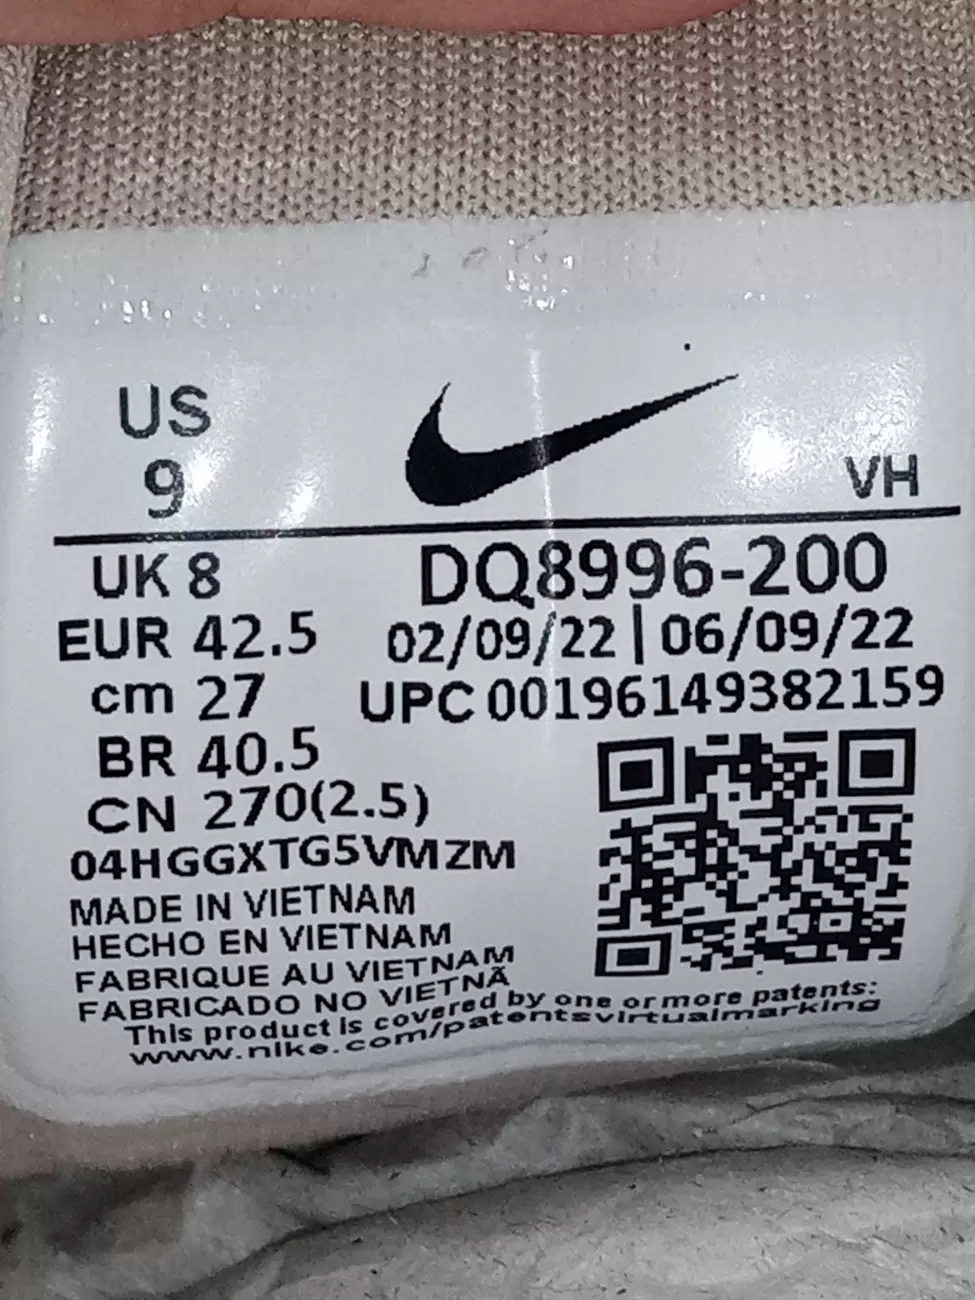 US
9
VH
UK 8
DQ8996-200
EUR 42.5
02/09/22 | 06/09/22
cm 27
UPC 00196149382159
BR 40.5
CN 270(2.5)
04HGGXTG5VMZM
MADE IN VIETNAM
HECHO EN VIETNAM
FABRIQUE AU VIETNAM
FABRICADO NO VIETNÃ
This product is covered by one or more patents:
www.nike.com/patentsvirtualmarking